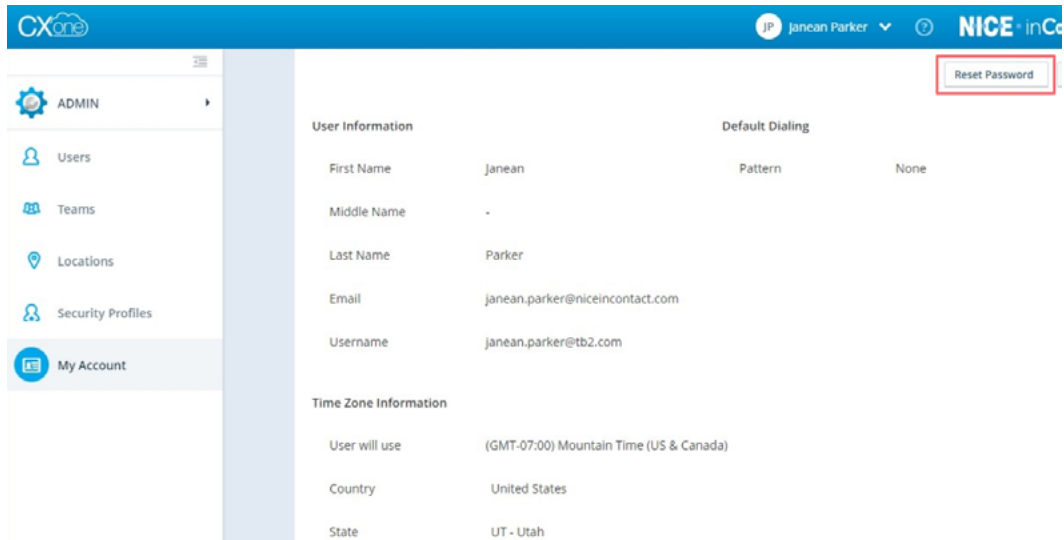 CXone
JP Janean Parker
NICE inCo
Reset Password
ADMIN
Users
Teams
Locations
Security Profiles
My Account
User Information
First Name Janean
Middle Name -
Last Name Parker
Email janean.parker@niceincontact.com
Username janean.parker@tb2.com
Default Dialing
Pattern None
Time Zone Information
User will use (GMT-07:00) Mountain Time (US & Canada)
Country United States
State UT - Utah